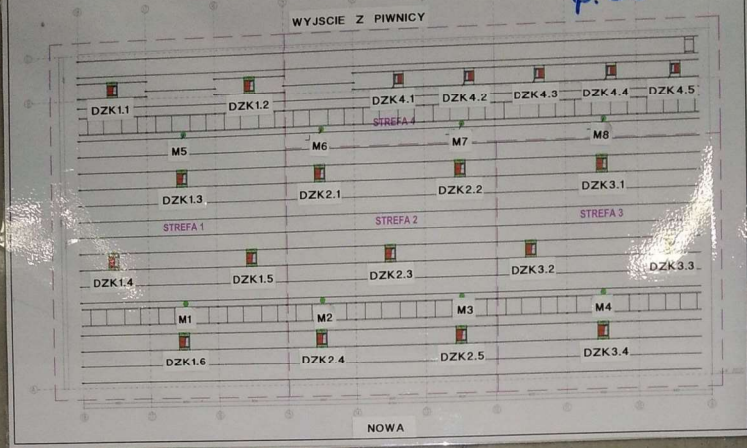 WYJSCIE Z PIWNICY
DZK1.1
DZK1.2
DZK4.1
DZK4.2
DZK4.3
DZK4.4
DZK4.5
STREFA 4
M5
M6
M7
M8
DZK1.3
DZK2.1
DZK2.2
DZK3.1
STREFA 1
STREFA 2
STREFA 3
DZK1.4
DZK1.5
DZK2.3
DZK3.2
DZK3.3
M1
M2
M3
M4
DZK1.6
DZK2.4
DZK2.5
DZK3.4
NOWA